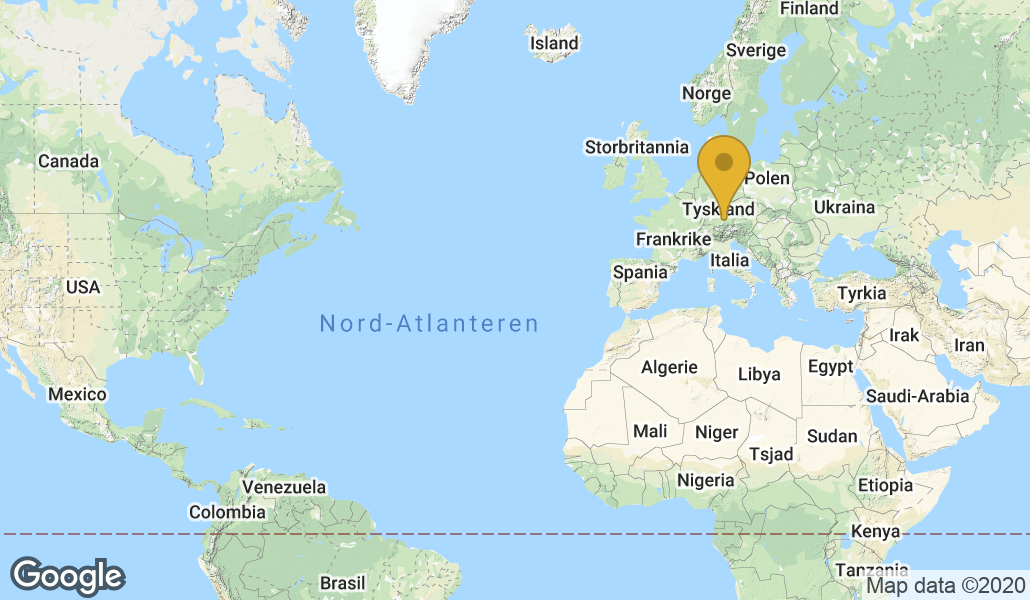 Finland
Island
Sverige
Norge
Storbritannia
Canada
Polen
Ukraina
Tyskland
Frankrike
Italia
Spania
USA
Tyrkia
Nord-Atlanteren
Irak
Iran
Algerie
Libya
Egypt
Mexico
Saudi-Arabia
Mali
Niger
Sudan
Tsjad
Nigeria
Etiopia
Venezuela
Colombia
Kenya
Tanzania
Brasil
Google
Map data ©2020